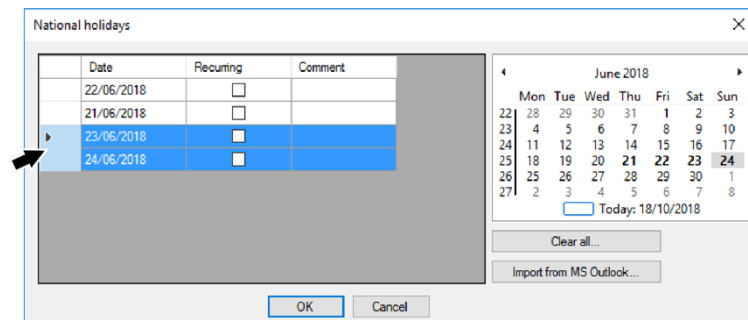 National holidays
Date Recurring Comment
22/06/2018
21/06/2018
23/06/2018
24/06/2018
June 2018
Mon Tue Wed Thu Fri Sat Sun
22 28 29 30 31 1 2 3
23 4 5 6 7 8 9 10
24 11 12 13 14 15 16 17
25 18 19 20 21 22 23 24
26 25 26 27 28 29 30 1
27 2 3 4 5 6 7 8
Today: 18/10/2018
Clear all...
Import from MS Outlook...
OK Cancel